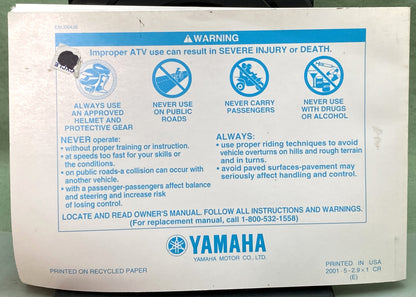 ⚠WARNING
Improper ATV use can result in SEVERE INJURY or DEATH.
ALWAYS USE
AN APPROVED
HELMET AND
PROTECTIVE GEAR
NEVER USE
ON PUBLIC
ROADS
NEVER CARRY
PASSENGERS
NEVER USE
WITH DRUGS
OR ALCOHOL
NEVER operate:
• without proper training or instruction.
• at speeds too fast for your skills or
the conditions.
• on public roads-a collision can occur with
another vehicle.
• with a passenger-passengers affect balance
and steering and increase risk
of losing control.
ALWAYS:
• use proper riding techniques to avoid
vehicle overturns on hills and rough terrain
and in turns.
• avoid paved surfaces-pavement may
seriously affect handling and control.
LOCATE AND READ OWNER'S MANUAL. FOLLOW ALL INSTRUCTIONS AND WARNINGS.
(For replacement manual, call 1-800-532-1558)
YAMAHA
YAMAHA MOTOR CO., LTD.
PRINTED ON RECYCLED PAPER
PRINTED IN USA
2001 · 5 - 2.9 × 1 CR
(E)